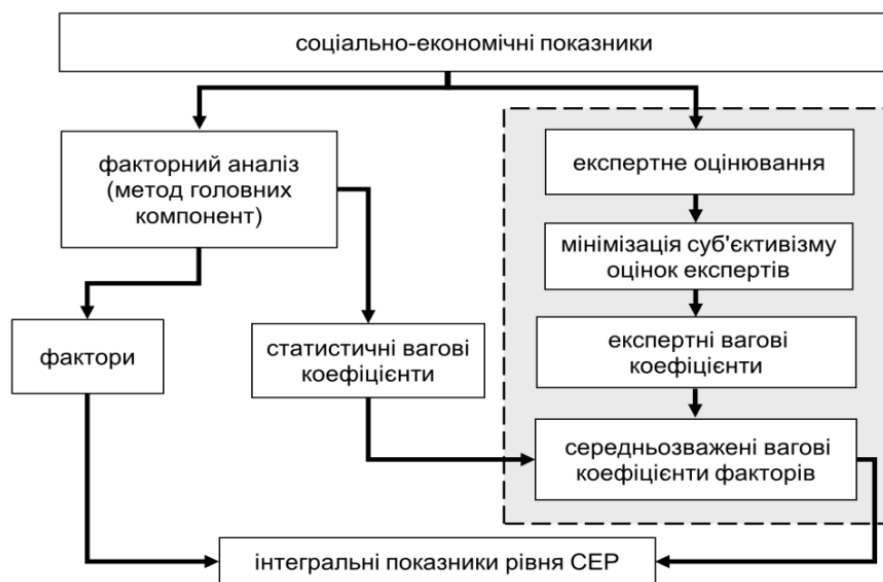 соціально-економічні показники
факторний аналіз
(метод головних
компонент)
експертне оцінювання
мінімізація суб'єктивізму
оцінок експертів
фактори
статистичні вагові
коефіцієнти
експертні вагові
коефіцієнти
середньозважені вагові
коефіцієнти факторів
інтегральні показники рівня СЕР